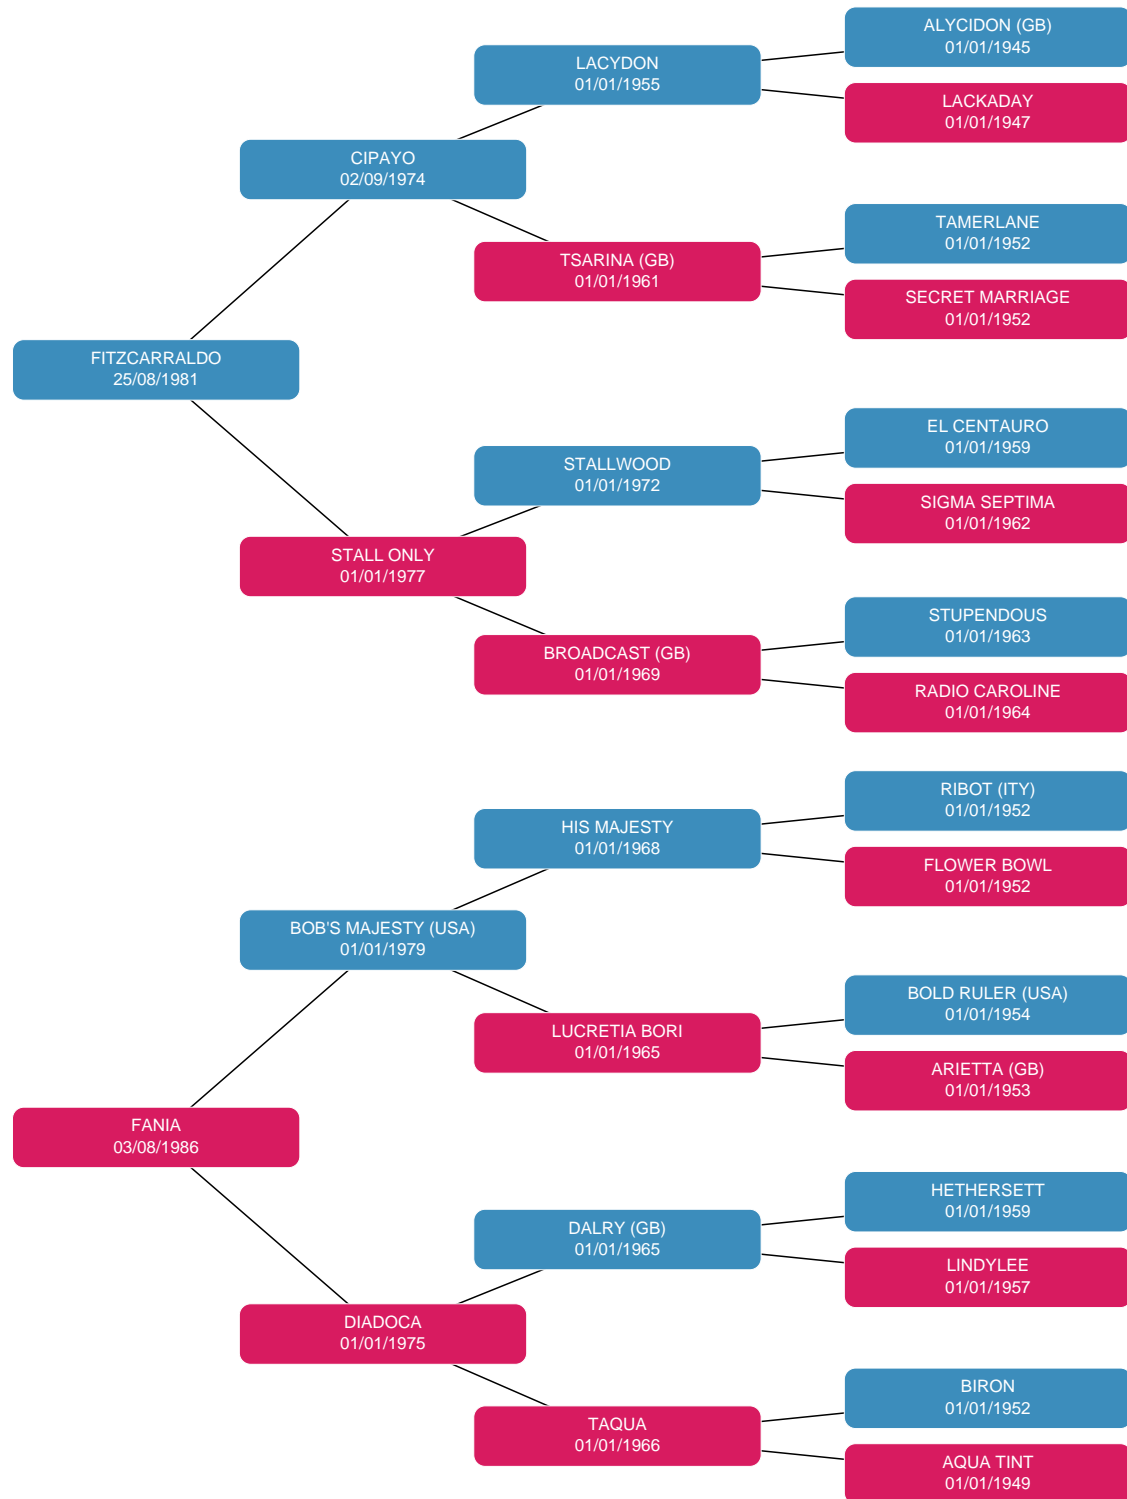 ALYCIDON (GB)
01/01/1945
LACYDON
01/01/1955
LACKADAY
01/01/1947
CIPAYO
02/09/1974
TAMERLANE
01/01/1952
TSARINA (GB)
01/01/1961
SECRET MARRIAGE
01/01/1952
FITZCARRALDO
25/08/1981
EL CENTAURO
01/01/1959
STALLWOOD
01/01/1972
SIGMA SEPTIMA
01/01/1962
STALL ONLY
01/01/1977
STUPENDOUS
01/01/1963
BROADCAST (GB)
01/01/1969
RADIO CAROLINE
01/01/1964
RIBOT (ITY)
01/01/1952
HIS MAJESTY
01/01/1968
FLOWER BOWL
01/01/1952
BOB'S MAJESTY (USA)
01/01/1979
BOLD RULER (USA)
01/01/1954
LUCRETIA BORI
01/01/1965
ARIETTA (GB)
01/01/1953
FANIA
03/08/1986
HETHERSETT
01/01/1959
DALRY (GB)
01/01/1965
LINDYLEE
01/01/1957
DIADOCA
01/01/1975
BIRON
01/01/1952
TAQUA
01/01/1966
AQUA TINT
01/01/1949